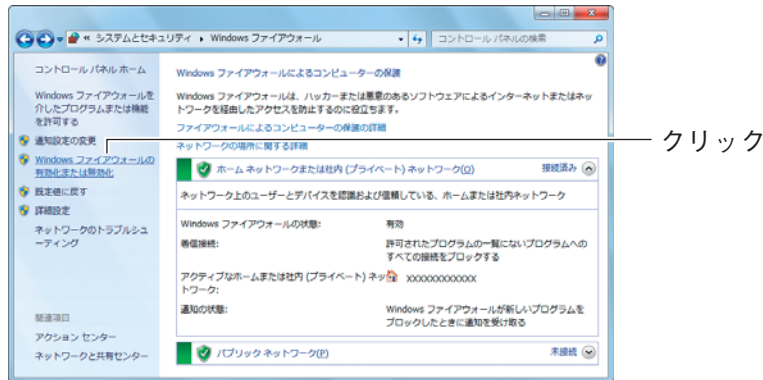 « システムとセキュリティ ▸ Windows ファイアウォール
コントロール パネルの検索
コントロール パネル ホーム
Windows ファイアウォールを
介したプログラムまたは機能
を許可する
通知設定の変更
Windows ファイアウォールの
有効化または無効化
既定値に戻す
詳細設定
ネットワークのトラブルシュ
ーティング
関連項目
アクション センター
ネットワークと共有センター
Windows ファイアウォールによるコンピューターの保護
Windows ファイアウォールは、ハッカーまたは悪意のあるソフトウェアによるインターネットまたはネッ
トワークを経由したアクセスを防止するのに役立ちます。
ファイアウォールによるコンピューターの保護の詳細
ネットワークの場所に関する詳細
ホーム ネットワークまたは社内 (プライベート) ネットワーク(O) 接続済み
ネットワーク上のユーザーとデバイスを認識および信頼している、ホームまたは社内ネットワーク
Windows ファイアウォールの状態: 有効
着信接続: 許可されたプログラムの一覧にないプログラムへの
すべての接続をブロックする
アクティブなホームまたは社内 (プライベート) ネッ xxxxxxxxxxxx
トワーク:
通知の状態: Windows ファイアウォールが新しいプログラムを
ブロックしたときに通知を受け取る
パブリック ネットワーク(P) 未接続
クリック